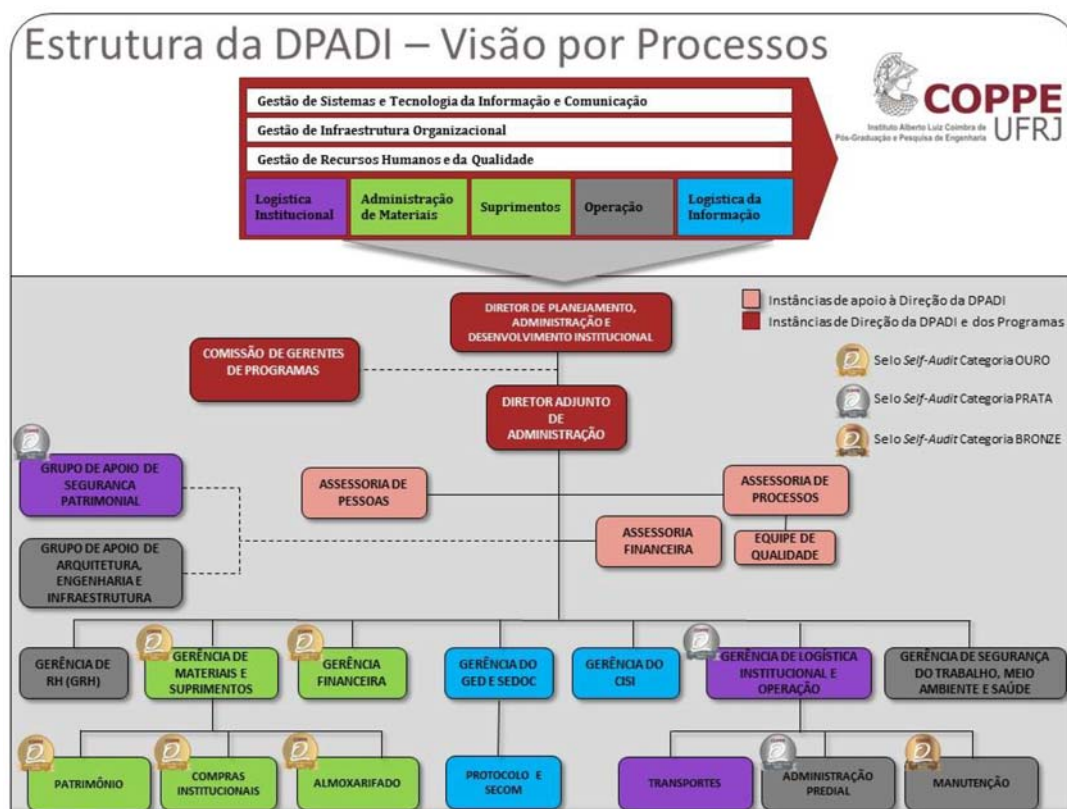 Estrutura da DPADI – Visão por Processos
Gestão de Sistemas e Tecnologia da Informação e Comunicação
Gestão de Infraestrutura Organizacional
Gestão de Recursos Humanos e da Qualidade
Logística
Institucional
Administração
de Materiais
Suprimentos
Operação
Logística da
Informação
COPPE
UFRJ
Instituto Alberto Luiz Coimbra de
Pós-Graduação e Pesquisa de Engenharia
DIRETOR DE PLANEJAMENTO,
ADMINISTRAÇÃO E
DESENVOLVIMENTO INSTITUCIONAL
Instâncias de apoio à Direção da DPADI
Instâncias de Direção da DPADI e dos Programas
COMISSÃO DE GERENTES
DE PROGRAMAS
Selo Self-Audit Categoria OURO
DIRETOR ADJUNTO
DE
ADMINISTRAÇÃO
Selo Self-Audit Categoria PRATA
Selo Self-Audit Categoria BRONZE
GRUPO DE APOIO DE
SEGURANCA
PATRIMONIAL
ASSESSORIA DE
PESSOAS
ASSESSORIA DE
PROCESSOS
ASSESSORIA
FINANCEIRA
EQUIPE DE
QUALIDADE
GRUPO DE APOIO DE
ARQUITETURA,
ENGENHARIA E
INFRAESTRUTURA
GERÊNCIA DE
RH (GRH)
GERÊNCIA DE
MATERIAIS E
SUPRIMENTOS
GERÊNCIA
FINANCEIRA
GERÊNCIA DO
GED E SEDOC
GERÊNCIA DO
CISI
GERÊNCIA DE LOGÍSTICA
INSTITUCIONAL E
OPERAÇÃO
GERÊNCIA DE SEGURANÇA
DO TRABALHO, MEIO
AMBIENTE E SAÚDE
PATRIMÔNIO
COMPRAS
INSTITUCIONAIS
ALMOXARIFADO
PROTOCOLO E
SECOM
TRANSPORTES
ADMINISTRAÇÃO
PREDIAL
MANUTENÇÃO